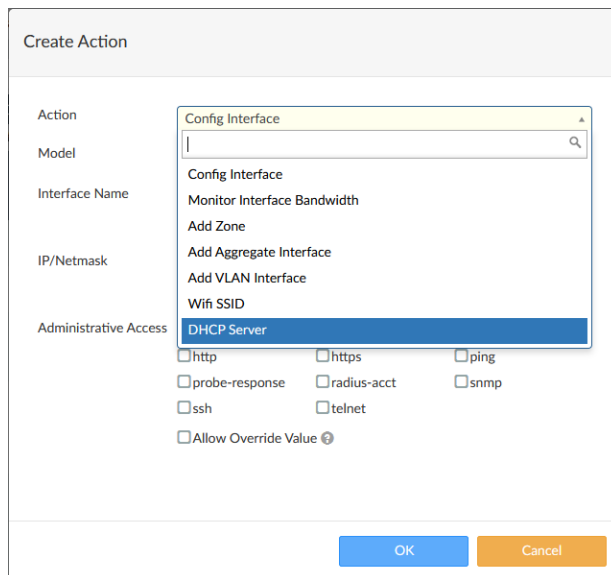 Create Action
Action
Config Interface
Model
Config Interface
Interface Name
Monitor Interface Bandwidth
Add Zone
IP/Netmask
Add Aggregate Interface
Add VLAN Interface
Wifi SSID
Administrative Access
DHCP Server
http https ping
probe-response radius-acct snmp
ssh telnet
Allow Override Value
OK Cancel